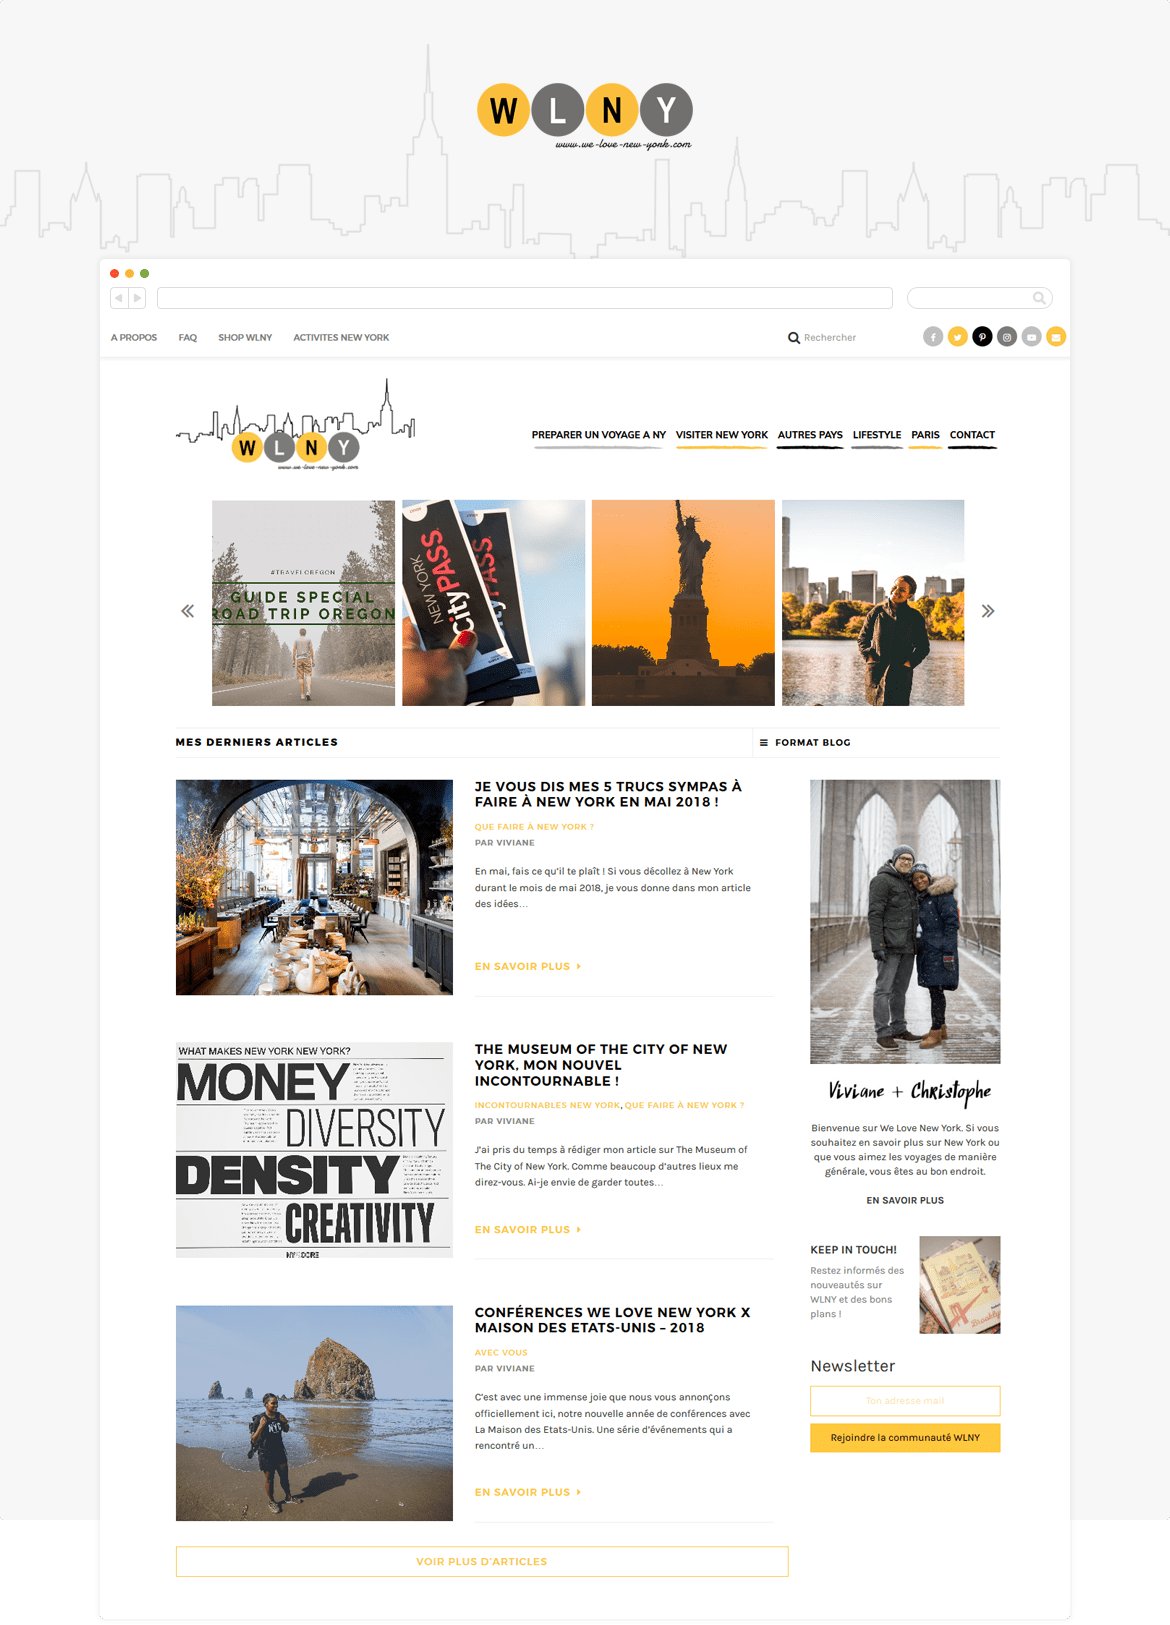 W L N Y
www.we-love-new-york.com
A PROPOS FAQ SHOP WLNY ACTIVITES NEW YORK Rechercher
W L N Y
www.we-love-new-york.com
PREPARER UN VOYAGE A NY VISITER NEW YORK AUTRES PAYS LIFESTYLE PARIS CONTACT
#TRAVELOREGON
GUIDE SPECIAL
ROAD TRIP OREGON
NEW YORK
cityPASS
cityPASS
MES DERNIERS ARTICLES
FORMAT BLOG
JE VOUS DIS MES 5 TRUCS SYMPAS À
FAIRE À NEW YORK EN MAI 2018 !
QUE FAIRE À NEW YORK ?
PAR VIVIANE
En mai, fais ce qu'il te plaît ! Si vous décollez à New York
durant le mois de mai 2018, je vous donne dans mon article
des idées…
EN SAVOIR PLUS
WHAT MAKES NEW YORK NEW YORK?
MONEY
DIVERSITY
DENSITY
CREATIVITY
THE MUSEUM OF THE CITY OF NEW
YORK, MON NOUVEL
INCONTOURNABLE !
INCONTOURNABLES NEW YORK, QUE FAIRE À NEW YORK ?
PAR VIVIANE
J'ai pris du temps à rédiger mon article sur The Museum of
The City of New York. Comme beaucoup d'autres lieux me
direz-vous. Ai-je envie de garder toutes…
EN SAVOIR PLUS
CONFÉRENCES WE LOVE NEW YORK X
MAISON DES ETATS-UNIS – 2018
AVEC VOUS
PAR VIVIANE
C'est avec une immense joie que nous vous annonçons
officiellement ici, notre nouvelle année de conférences avec
La Maison des Etats-Unis. Une série d'événements qui a
rencontré un…
EN SAVOIR PLUS
VOIR PLUS D'ARTICLES
Viviane + Christophe
Bienvenue sur We Love New York. Si vous
souhaitez en savoir plus sur New York ou
que vous aimez les voyages de manière
générale, vous êtes au bon endroit.
EN SAVOIR PLUS
KEEP IN TOUCH!
Restez informés des
nouveautés sur
WLNY et des bons
plans !
Newsletter
Ton adresse mail
Rejoindre la communauté WLNY